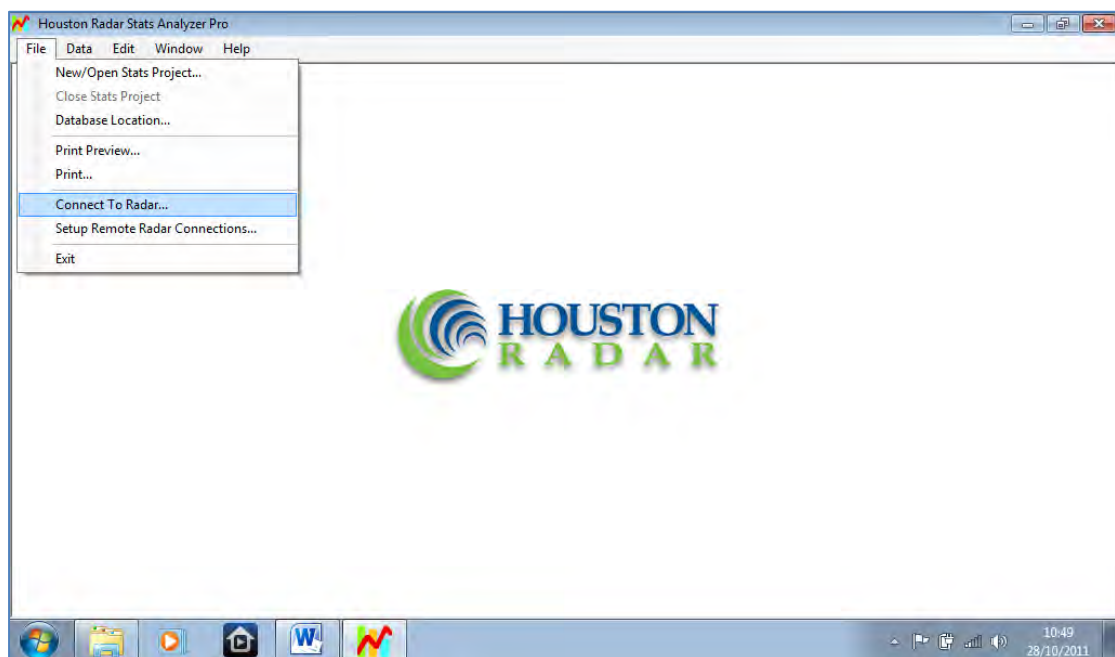 Houston Radar Stats Analyzer Pro
File Data Edit Window Help
New/Open Stats Project...
Close Stats Project
Database Location...
Print Preview...
Print...
Connect To Radar...
Setup Remote Radar Connections...
Exit
HOUSTON
RADAR
W
10:49
28/10/2011